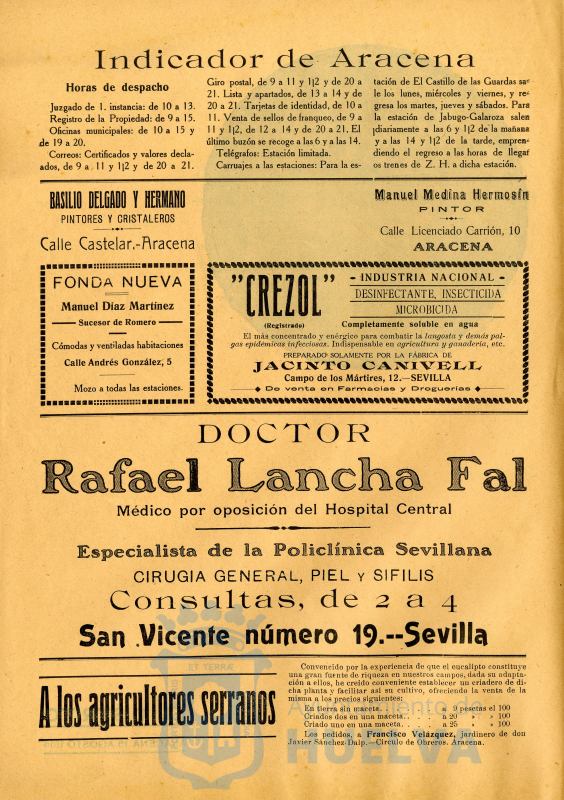 Indicador de Aracena
Horas de despacho
Juzgado de 1. instancia: de 10 a 13.
Registro de la Propiedad: de 9 a 15.
Oficinas municipales: de 10 a 15 y
de 19 a 20.
Correos: Certificados y valores decla-
ados, de 9 a 11 y 1|2 y de 20 a 21.
Giro postal, de 9 a 11 y 1|2 y de 20 a
21. Lista y apartados, de 13 a 14 y de
20 a 21. Tarjetas de identidad, de 10 a
11. Venta de sellos de franqueo, de 9 a
11 y 1|2, de 12 a 14 y de 20 a 21. El
último buzón se recoge a las 6 y a las 14.
Telégrafos: Estación limitada.
Carruajes a las estaciones: Para la es-
tación de El Castillo de las Guardas sa-
le los lunes, miércoles y viernes, y re-
gresa los martes, jueves y sábados. Para
la estación de Jabugo-Galaroza salen
diariamente a las 6 y 1|2 de la mañana
y a las 14 y 1|2 de la tarde, empren-
diendo el regreso a las horas de llegar
os trenes de Z. H. a dicha estación.
BASILIO DELGADO Y HERMANO
PINTORES Y CRISTALEROS
Calle Castelar.-Aracena
Manuel Medina Hermosín
PINTOR
Calle Licenciado Carrión, 10
ARACENA
FONDA NUEVA
Manuel Díaz Martínez
Sucesor de Romero
Cómodas y ventiladas habitaciones
Calle Andrés González, 5
Mozo a todas las estaciones.
"CREZOL"
(Registrado)
- INDUSTRIA NACIONAL -
DESINFECTANTE, INSECTICIDA
MICROBICIDA
Completamente soluble en agua
El más concentrado y enérgico para combatir la langosta y demás pal-
gas epidémicas infecciosas. Indispensable en agricultura y ganadería, etc.
PREPARADO SOLAMENTE POR LA FÁBRICA DE
JACINTO CANIVELL
Campo de los Mártires, 12.—SEVILLA
De venta en Farmacias y Droguerías
DOCTOR
Rafael Lancha Fal
Médico por oposición del Hospital Central
Especialista de la Policlínica Sevillana
CIRUGIA GENERAL, PIEL Y SIFILIS
Consultas, de 2 a 4
San Vicente número 19.--Sevilla
A los agricultores serranos
Convencido por la experiencia de que el eucalipto constituye
una gran fuente de riqueza en nuestros campos, dada su adapta-
ción a ellos, he creído conveniente establecer un criadero de di-
cha planta y facilitar así su cultivo, ofreciendo la venta de la
misma a los precios siguientes:
En tierra sin maceta. . . . . a 9 pesetas el 100
Criados dos en una maceta. . . . . a 20 » » 100
Criado uno en una maceta. . . . . a 25 » » 100
Los pedidos, a Francisco Velázquez, jardinero de don
Javier Sánchez-Dalp.—Círculo de Obreros. Aracena.
HUELVA